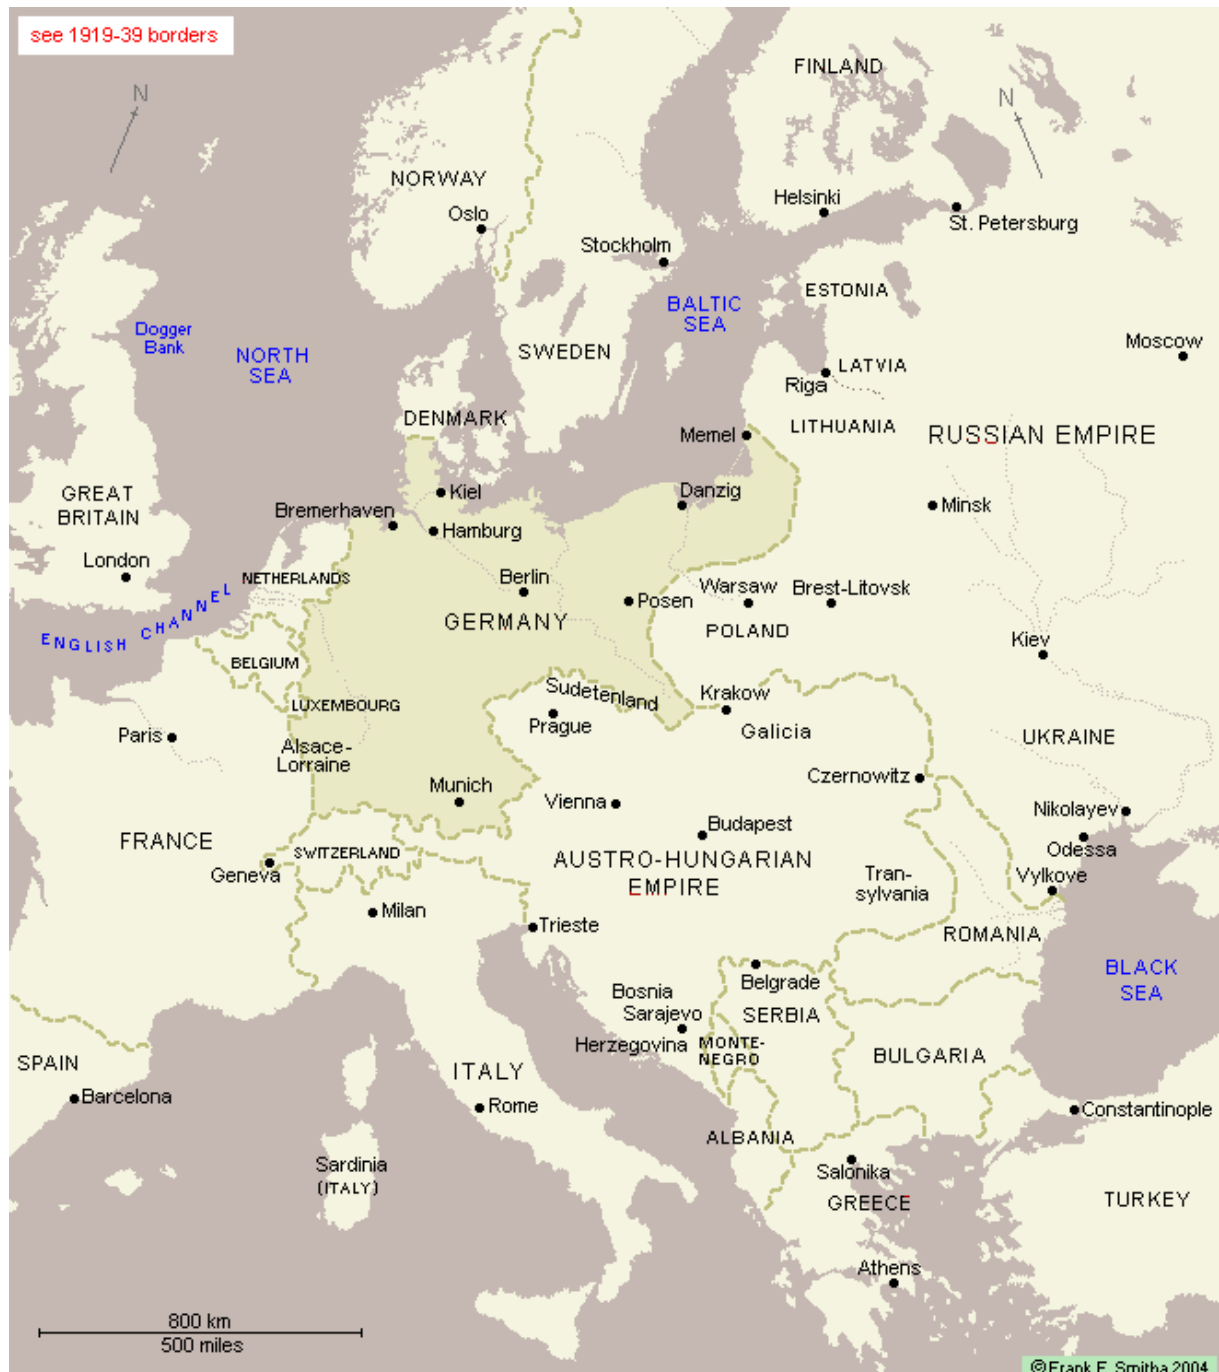 see 1919-39 borders
N
N
FINLAND
NORWAY
Oslo
Helsinki
St. Petersburg
Stockholm
ESTONIA
BALTIC
SEA
Dogger
Bank
NORTH
SEA
SWEDEN
Moscow
LATVIA
Riga
DENMARK
LITHUANIA
Memel
RUSSIAN EMPIRE
GREAT
BRITAIN
Kiel
Danzig
Bremerhaven
Hamburg
Minsk
London
NETHERLANDS
Berlin
Warsaw
Brest-Litovsk
Posen
ENGLISH CHANNEL
GERMANY
POLAND
Kiev
BELGIUM
Sudetenland
Krakow
LUXEMBOURG
Prague
Galicia
Paris
Alsace-
Lorraine
UKRAINE
Czernowitz
Munich
Vienna
Nikolayev
Budapest
FRANCE
Odessa
SWITZERLAND
AUSTRO-HUNGARIAN
EMPIRE
Geneva
Tran-
sylvania
Vylkove
Milan
Trieste
ROMANIA
BLACK
SEA
Belgrade
Bosnia
Sarajevo
Herzegovina
SERBIA
MONTE-
NEGRO
BULGARIA
SPAIN
ITALY
Barcelona
Rome
Constantinople
ALBANIA
Sardinia
(ITALY)
Salonika
GREECE
TURKEY
Athens
800 km
500 miles
©Frank E. Smitha 2004